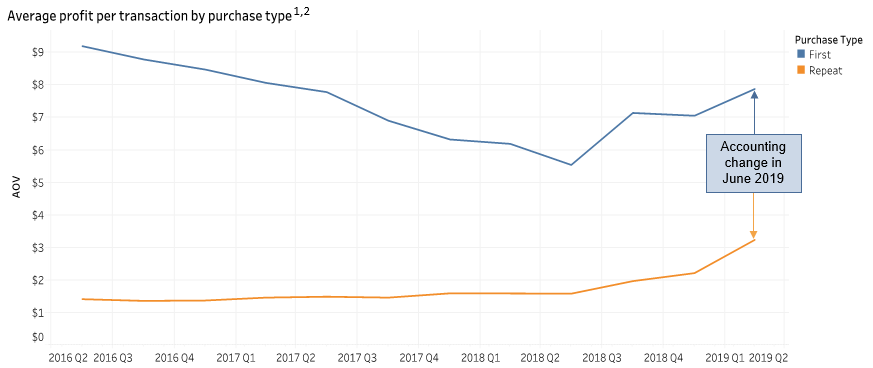 Average profit per transaction by purchase type1,2
Purchase Type
First
Repeat
$9
$8
$7
$6
$5
$4
$3
$2
$1
$0
AOV
Accounting
change in
June 2019
2016 Q2 2016 Q3 2016 Q4 2017 Q1 2017 Q2 2017 Q3 2017 Q4 2018 Q1 2018 Q2 2018 Q3 2018 Q4 2019 Q1 2019 Q2